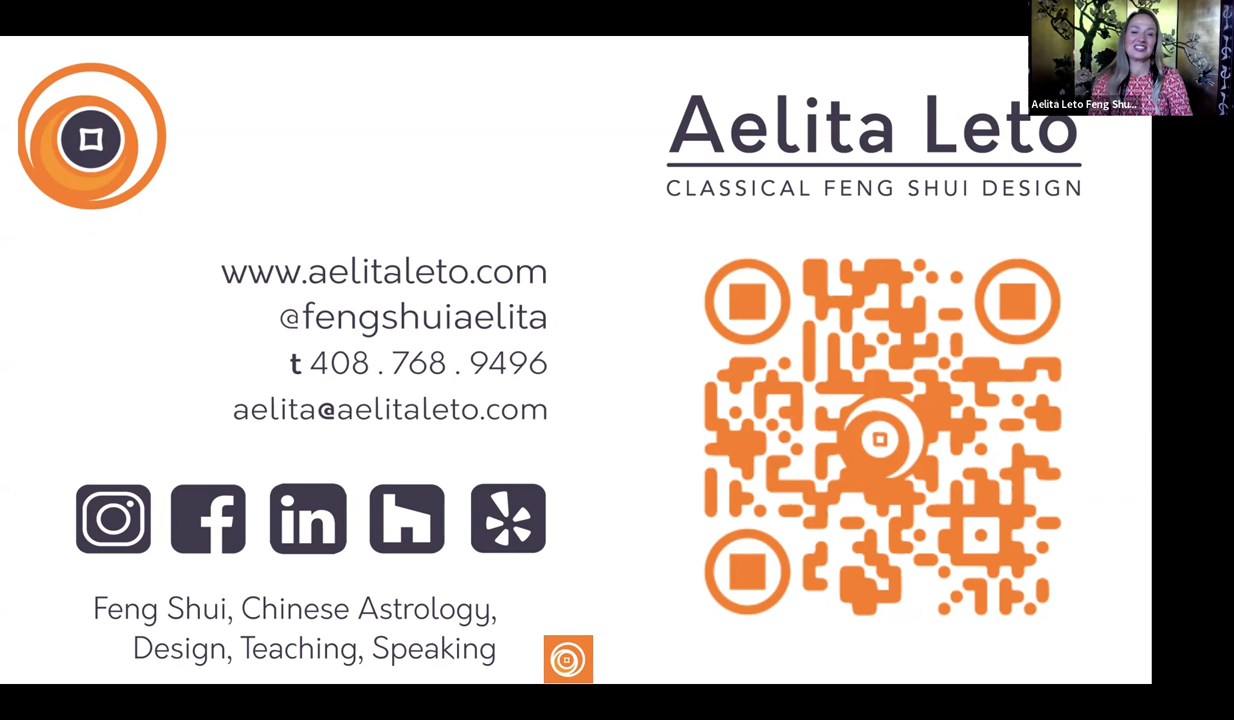 Aelita Leto Feng Shu...
Aelita Leto
CLASSICAL FENG SHUI DESIGN
www.aelitaleto.com
@fengshuiaelita
t 408 . 768 . 9496
aelita@aelitaleto.com
in
Feng Shui, Chinese Astrology,
Design, Teaching, Speaking